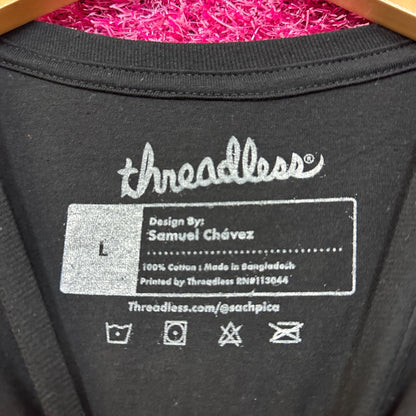 threadless®
L
Design By:
Samuel Chávez
100% Cotton : Made in Bangladesh
Printed by Threadless RN#113044
Threadless.com/@sachpica